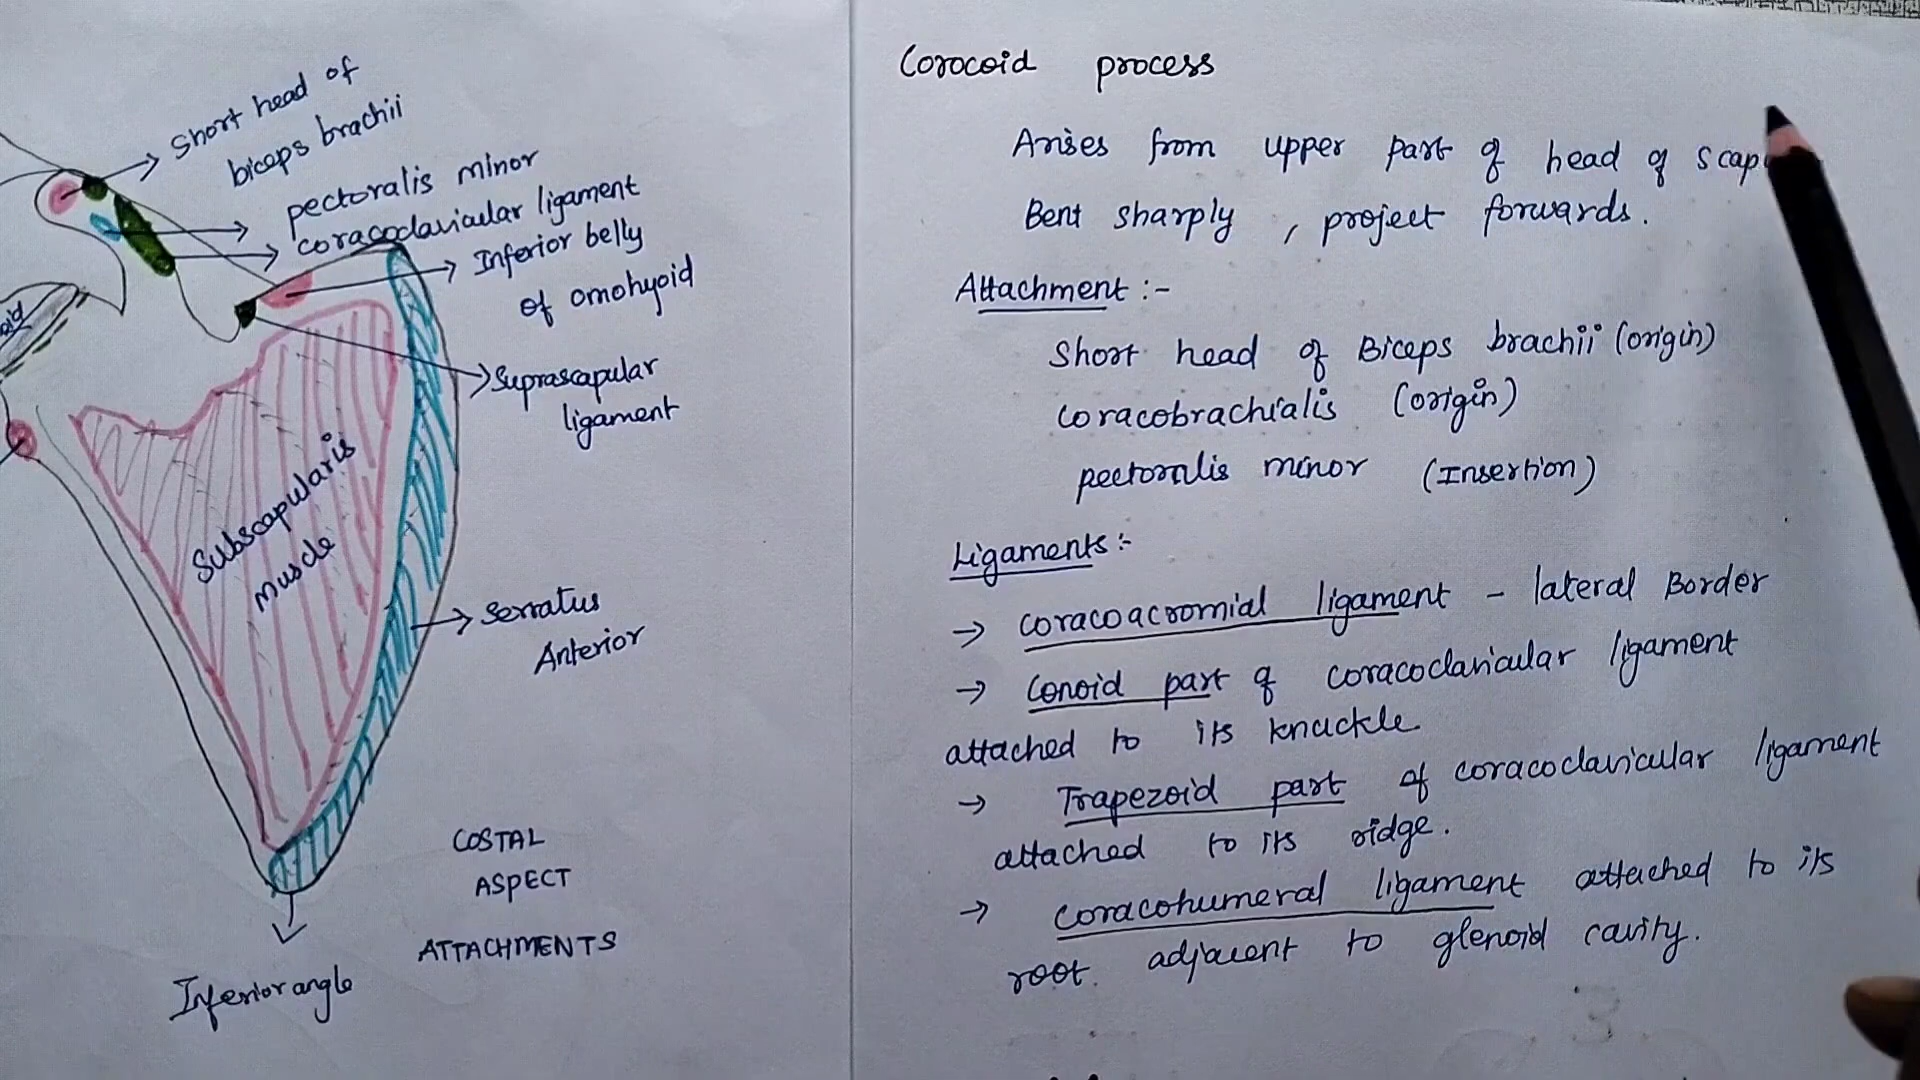 Short head of
biceps brachii
pectoralis minor
coracoclavicular ligament
Inferior belly
of omohyoid
Suprascapular
ligament
Subscapularis
muscle
Serratus
Anterior
COSTAL
ASPECT
ATTACHMENTS
Inferior angle
Corocoid process
Arises from upper part of head of scap
Bent sharply , project forwards.
Attachment :-
Short head of Biceps brachii (origin)
Coracobrachialis (origin)
pectoralis minor (Insertion)
Ligaments :-
→ Coracoacromial ligament - lateral Border
→ Conoid part of coracoclavicular ligament
attached to its knuckle
→ Trapezoid part of coracoclavicular ligament
attached to its ridge.
→ Coracohumeral ligament attached to its
root. adjacent to glenoid cavity.